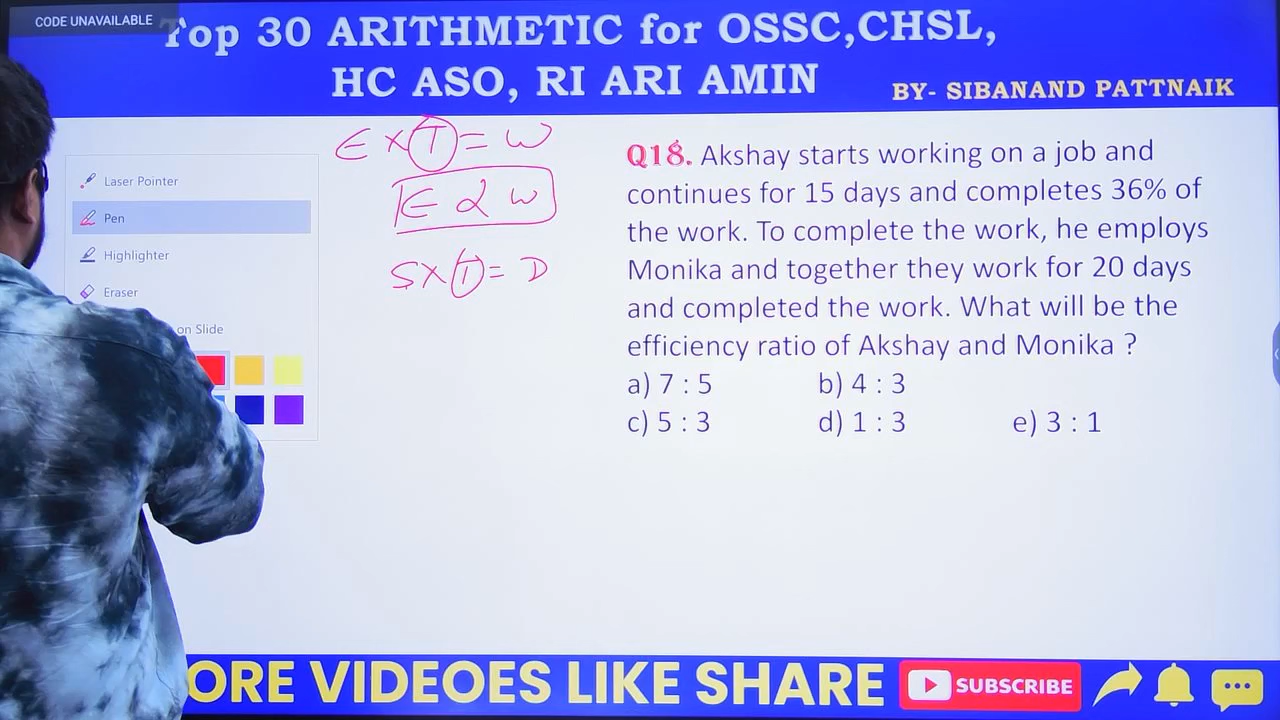 CODE UNAVAILABLE
Top 30 ARITHMETIC for OSSC,CHSL,
HC ASO, RI ARI AMIN
BY- SIBANAND PATTNAIK
E × T = W
E α W
S × T = D
Laser Pointer
Pen
Highlighter
Eraser
on Slide
Q18. Akshay starts working on a job and
continues for 15 days and completes 36% of
the work. To complete the work, he employs
Monika and together they work for 20 days
and completed the work. What will be the
efficiency ratio of Akshay and Monika ?
a) 7 : 5 b) 4 : 3
c) 5 : 3 d) 1 : 3 e) 3 : 1
ORE VIDEOES LIKE SHARE
SUBSCRIBE